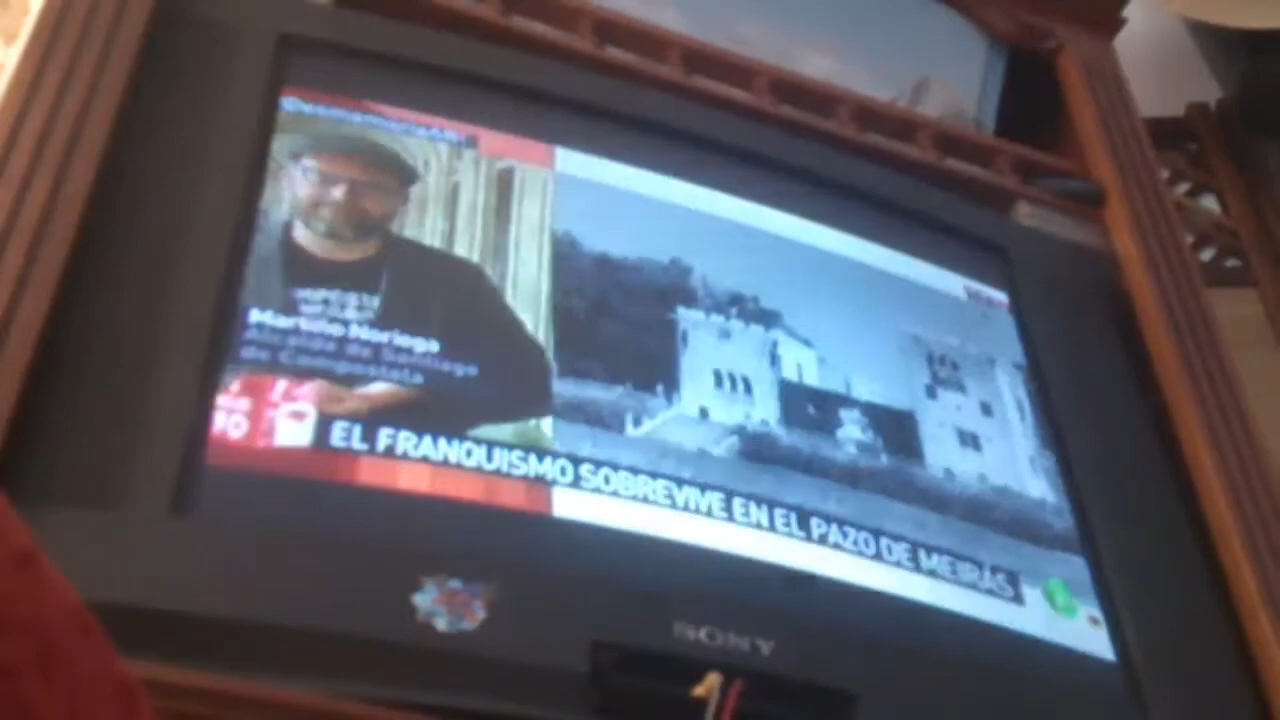 Martiño Noriega
Alcalde de Santiago
de Compostela
EL FRANQUISMO SOBREVIVE EN EL PAZO DE MEIRÁS
SONY